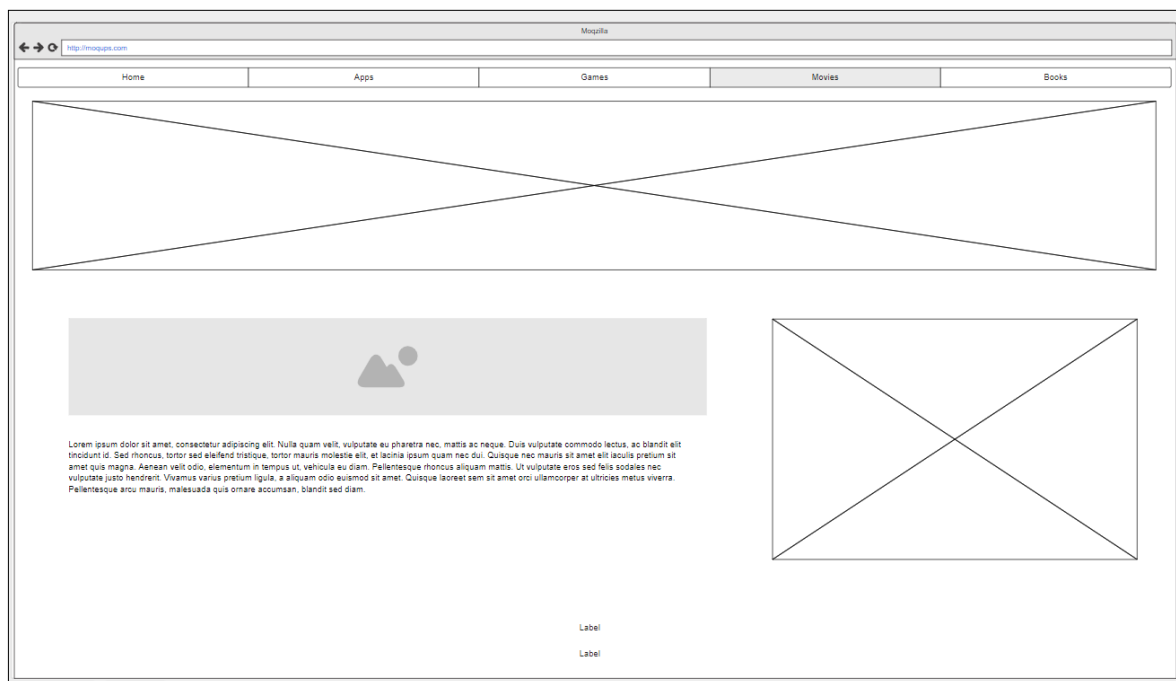 Moqzilla
http://moqups.com
Home Apps Games Movies Books
Lorem ipsum dolor sit amet, consectetur adipiscing elit. Nulla quam velit, vulputate eu pharetra nec, mattis ac neque. Duis vulputate commodo lectus, ac blandit elit
tincidunt id. Sed rhoncus, tortor sed eleifend tristique, tortor mauris molestie elit, et lacinia ipsum quam nec dui. Quisque nec mauris sit amet elit iaculis pretium sit
amet quis magna. Aenean velit odio, elementum in tempus ut, vehicula eu diam. Pellentesque rhoncus aliquam mattis. Ut vulputate eros sed felis sodales nec
vulputate justo hendrerit. Vivamus varius pretium ligula, a aliquam odio euismod sit amet. Quisque laoreet sem sit amet orci ullamcorper at ultricies metus viverra.
Pellentesque arcu mauris, malesuada quis ornare accumsan, blandit sed diam.
Label
Label